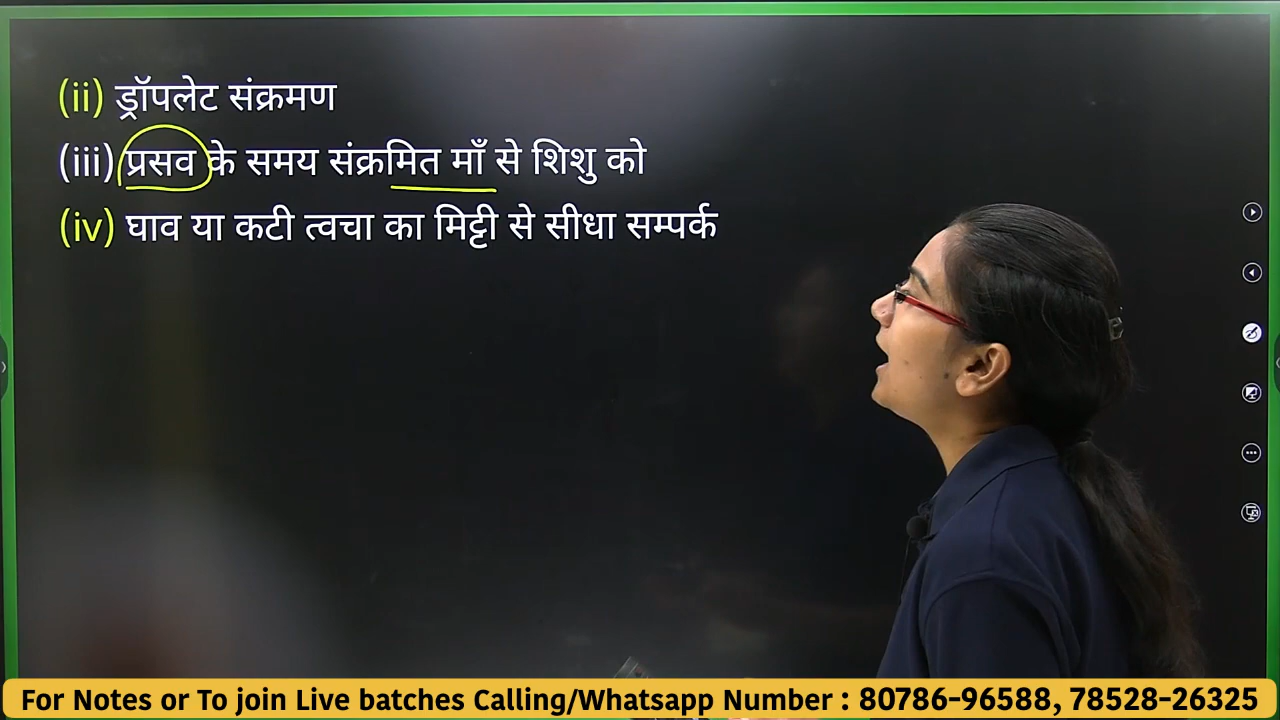 (ii) ड्रॉपलेट संक्रमण
(iii) प्रसव के समय संक्रमित माँ से शिशु को
(iv) घाव या कटी त्वचा का मिट्टी से सीधा सम्पर्क
For Notes or To join Live batches Calling/Whatsapp Number : 80786-96588, 78528-26325